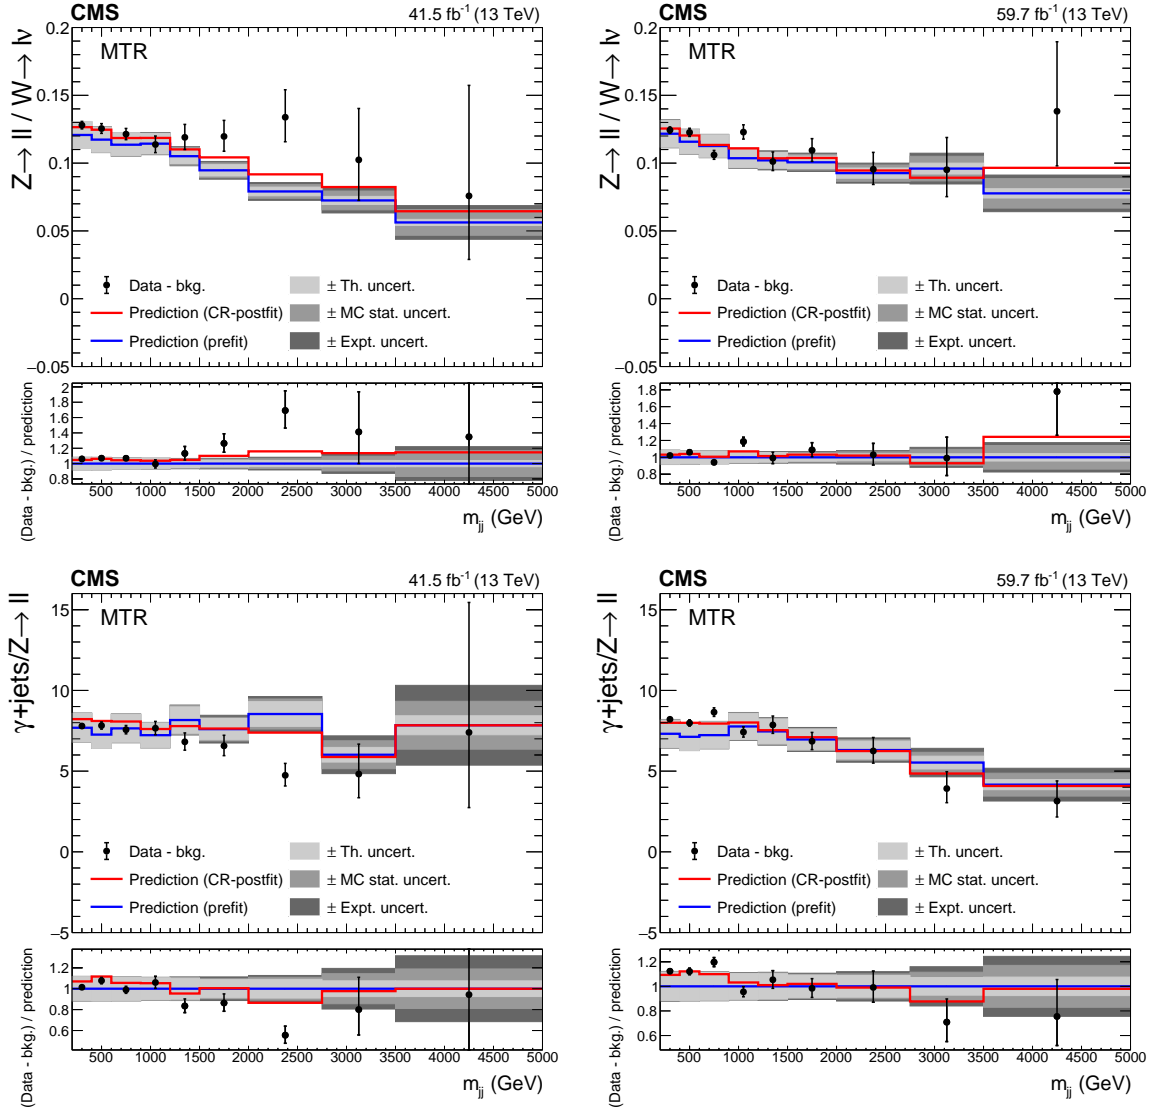 CMS 41.5 fb⁻¹ (13 TeV)
MTR
Z→ ll / W→ lν
0.2
0.15
0.1
0.05
0
−0.05
Data - bkg.
Prediction (CR-postfit)
Prediction (prefit)
± Th. uncert.
± MC stat. uncert.
± Expt. uncert.
(Data - bkg.) / prediction
2
1.8
1.6
1.4
1.2
1
0.8
500 1000 1500 2000 2500 3000 3500 4000 4500 5000
m_jj (GeV)
CMS 59.7 fb⁻¹ (13 TeV)
MTR
Z→ ll / W→ lν
0.2
0.15
0.1
0.05
0
−0.05
Data - bkg.
Prediction (CR-postfit)
Prediction (prefit)
± Th. uncert.
± MC stat. uncert.
± Expt. uncert.
(Data - bkg.) / prediction
1.8
1.6
1.4
1.2
1.0
0.8
500 1000 1500 2000 2500 3000 3500 4000 4500 5000
m_jj (GeV)
CMS 41.5 fb⁻¹ (13 TeV)
MTR
γ+jets/Z→ ll
15
10
5
0
−5
Data - bkg.
Prediction (CR-postfit)
Prediction (prefit)
± Th. uncert.
± MC stat. uncert.
± Expt. uncert.
(Data - bkg.) / prediction
1.2
1.0
0.8
0.6
500 1000 1500 2000 2500 3000 3500 4000 4500 5000
m_jj (GeV)
CMS 59.7 fb⁻¹ (13 TeV)
MTR
γ+jets/Z→ ll
15
10
5
0
−5
Data - bkg.
Prediction (CR-postfit)
Prediction (prefit)
± Th. uncert.
± MC stat. uncert.
± Expt. uncert.
(Data - bkg.) / prediction
1.2
1.0
0.8
0.6
500 1000 1500 2000 2500 3000 3500 4000 4500 5000
m_jj (GeV)